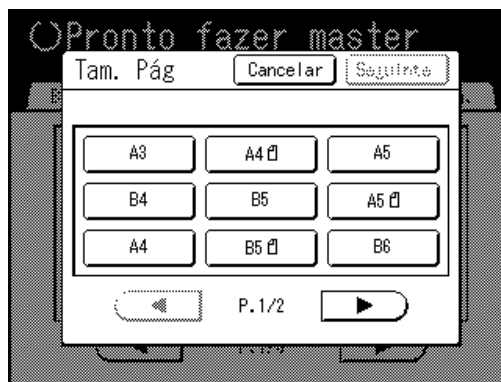 Pronto fazer master
Tam. Pág Cancelar Seguinte
A3 A4 A5
B4 B5 A5
A4 B5 B6
P.1/2